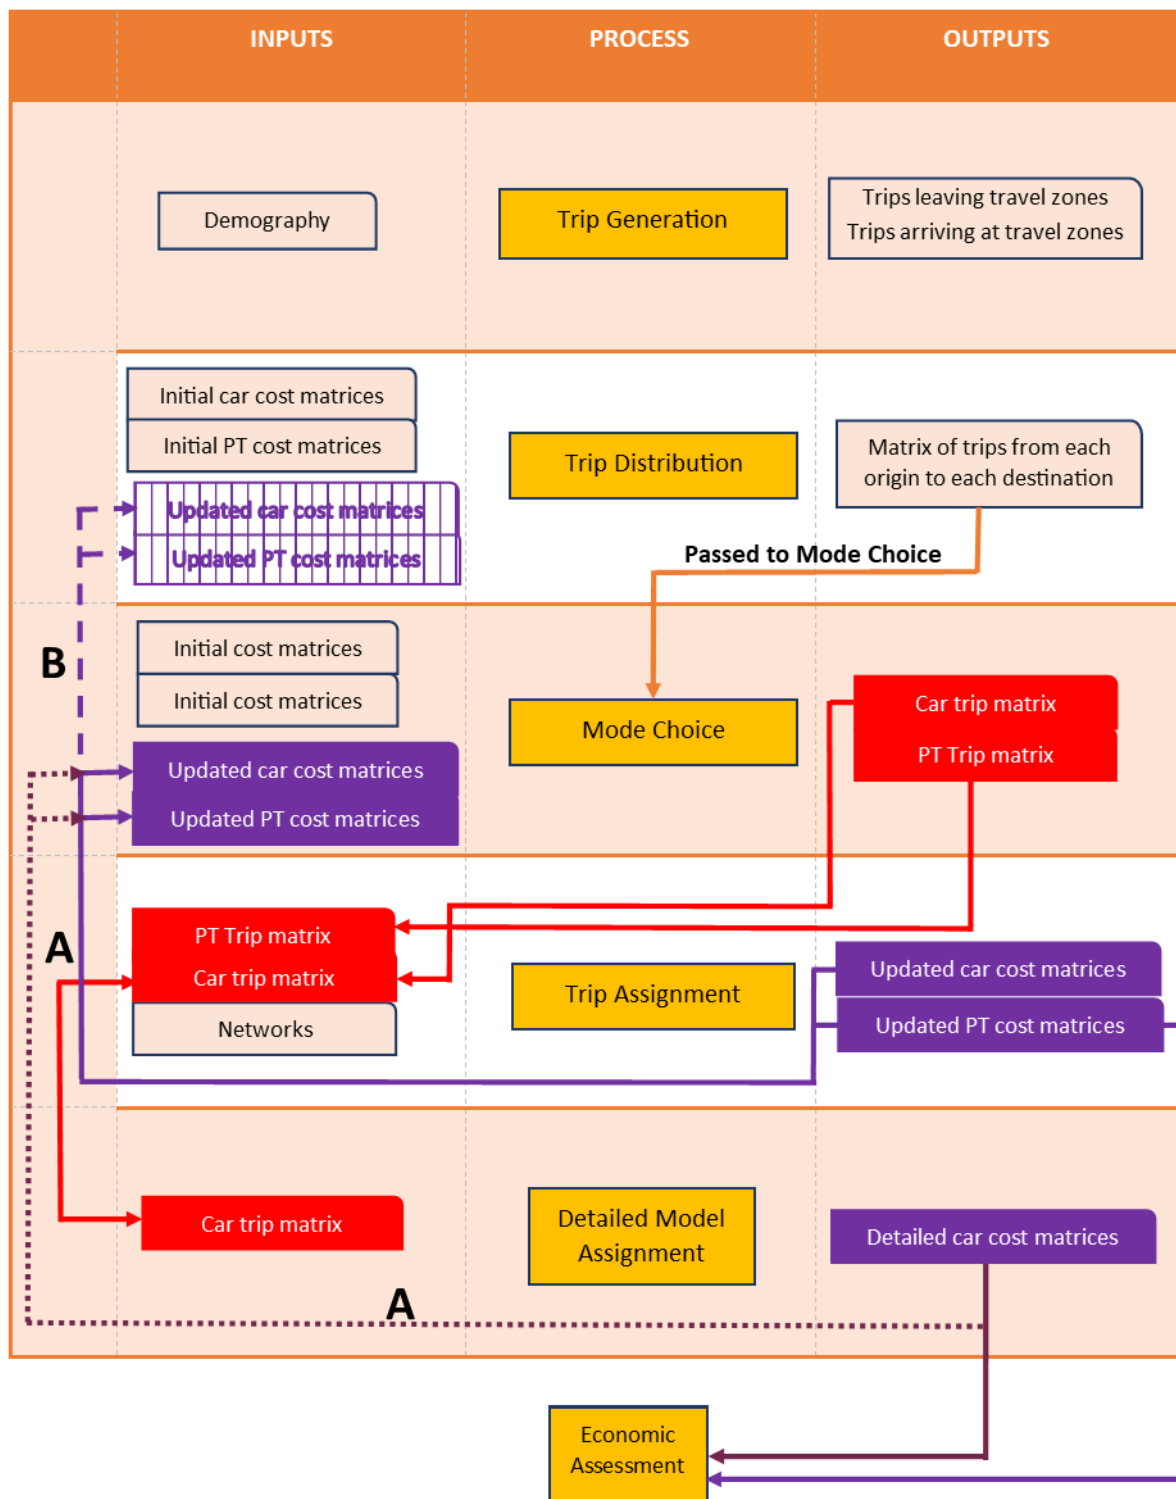 INPUTS PROCESS OUTPUTS
Demography
Trip Generation
Trips leaving travel zones
Trips arriving at travel zones
Initial car cost matrices
Initial PT cost matrices
Updated car cost matrices
Updated PT cost matrices
Trip Distribution
Matrix of trips from each
origin to each destination
Passed to Mode Choice
B
Initial cost matrices
Initial cost matrices
Updated car cost matrices
Updated PT cost matrices
Mode Choice
Car trip matrix
PT Trip matrix
A
PT Trip matrix
Car trip matrix
Networks
Trip Assignment
Updated car cost matrices
Updated PT cost matrices
Car trip matrix
Detailed Model
Assignment
Detailed car cost matrices
A
Economic
Assessment